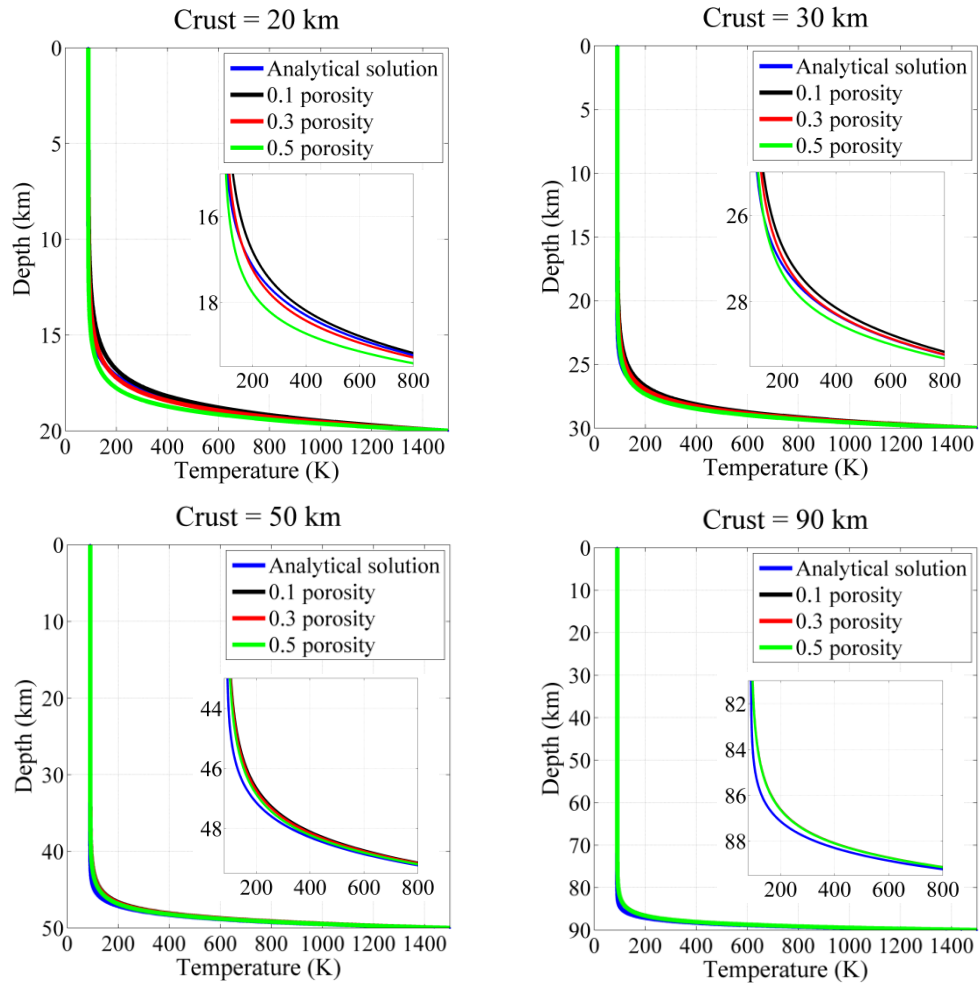 Crust = 20 km
0
5
10
15
20
Depth (km)
Analytical solution
0.1 porosity
0.3 porosity
0.5 porosity
16
18
200 400 600 800
0 200 400 600 800 1000 1200 1400
Temperature (K)
Crust = 30 km
0
5
10
15
20
25
30
Depth (km)
Analytical solution
0.1 porosity
0.3 porosity
0.5 porosity
26
28
200 400 600 800
0 200 400 600 800 1000 1200 1400
Temperature (K)
Crust = 50 km
0
10
20
30
40
50
Depth (km)
Analytical solution
0.1 porosity
0.3 porosity
0.5 porosity
44
46
48
200 400 600 800
0 200 400 600 800 1000 1200 1400
Temperature (K)
Crust = 90 km
0
10
20
30
40
50
60
70
80
90
Depth (km)
Analytical solution
0.1 porosity
0.3 porosity
0.5 porosity
82
84
86
88
200 400 600 800
0 200 400 600 800 1000 1200 1400
Temperature (K)